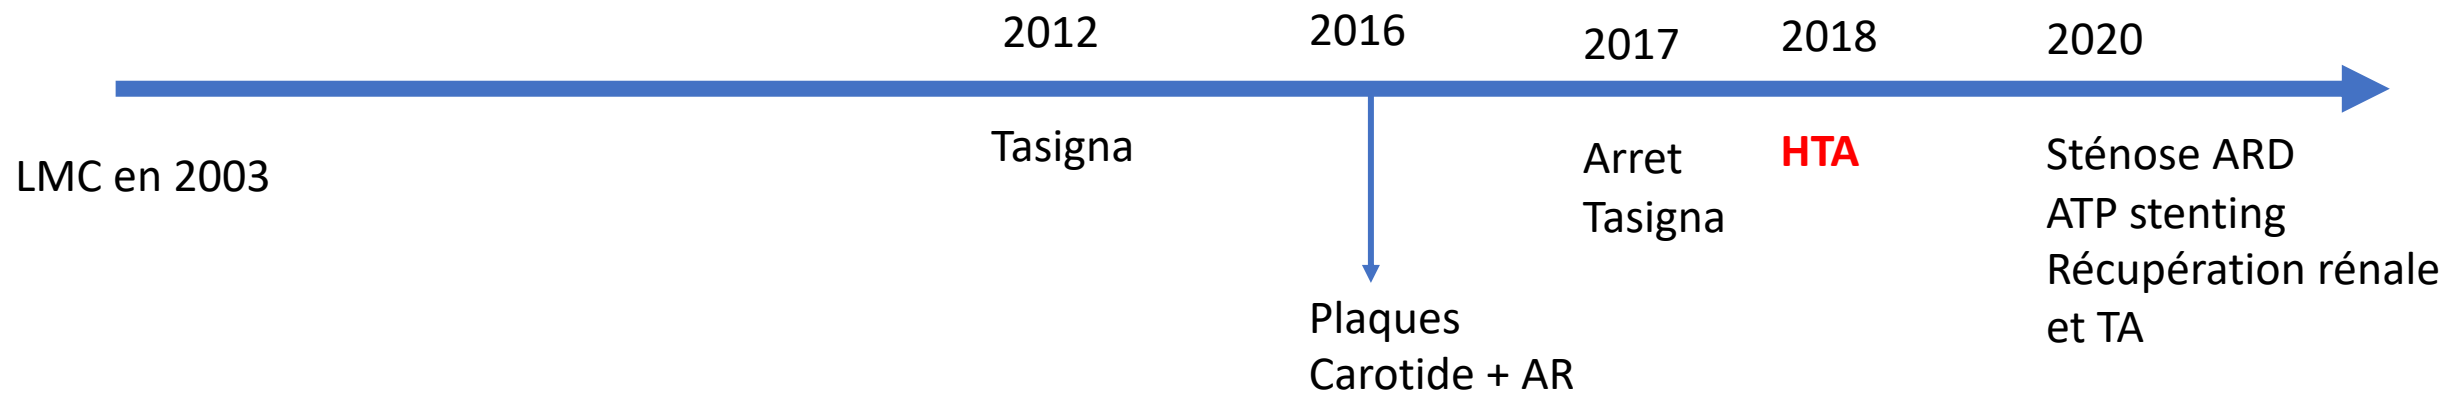 LMC en 2003
2012
Tasigna
2016
Plaques
Carotide + AR
2017
Arret
Tasigna
2018
HTA
2020
Sténose ARD
ATP stenting
Récupération rénale
et TA